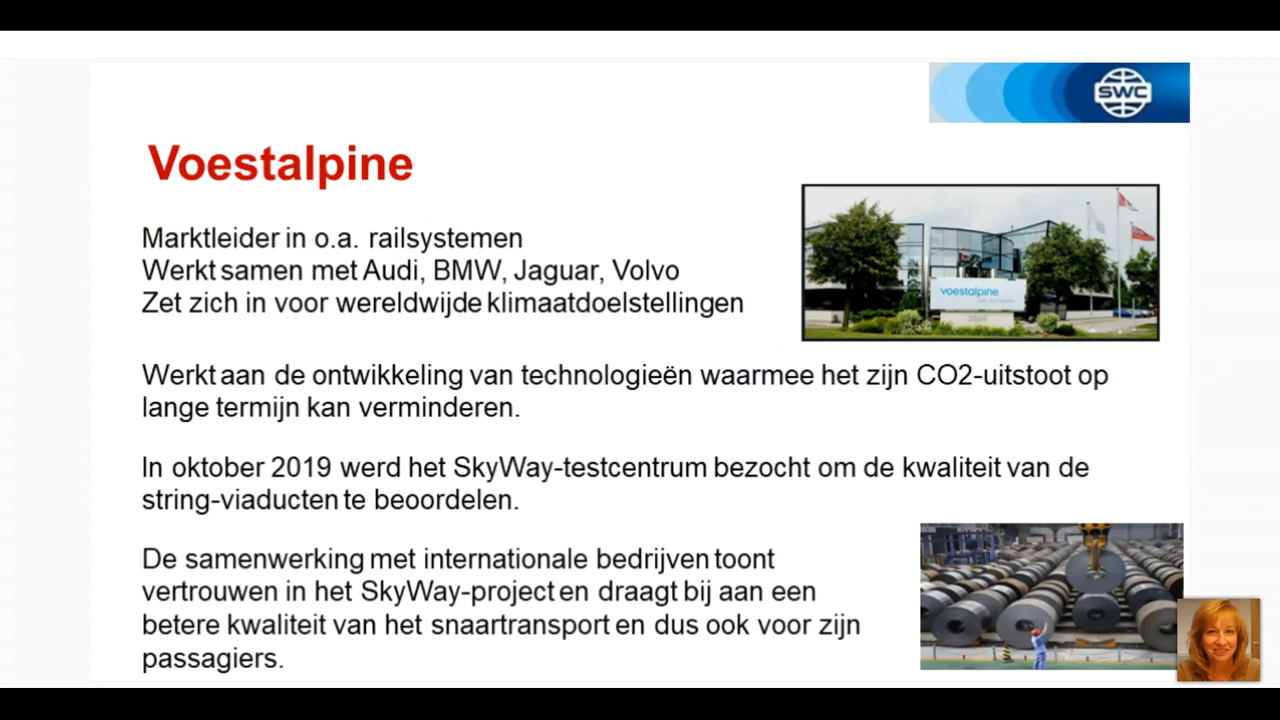 SWC
Voestalpine
voestalpine
Marktleider in o.a. railsystemen
Werkt samen met Audi, BMW, Jaguar, Volvo
Zet zich in voor wereldwijde klimaatdoelstellingen
Werkt aan de ontwikkeling van technologieën waarmee het zijn CO2-uitstoot op
lange termijn kan verminderen.
In oktober 2019 werd het SkyWay-testcentrum bezocht om de kwaliteit van de
string-viaducten te beoordelen.
De samenwerking met internationale bedrijven toont
vertrouwen in het SkyWay-project en draagt bij aan een
betere kwaliteit van het snaartransport en dus ook voor zijn
passagiers.